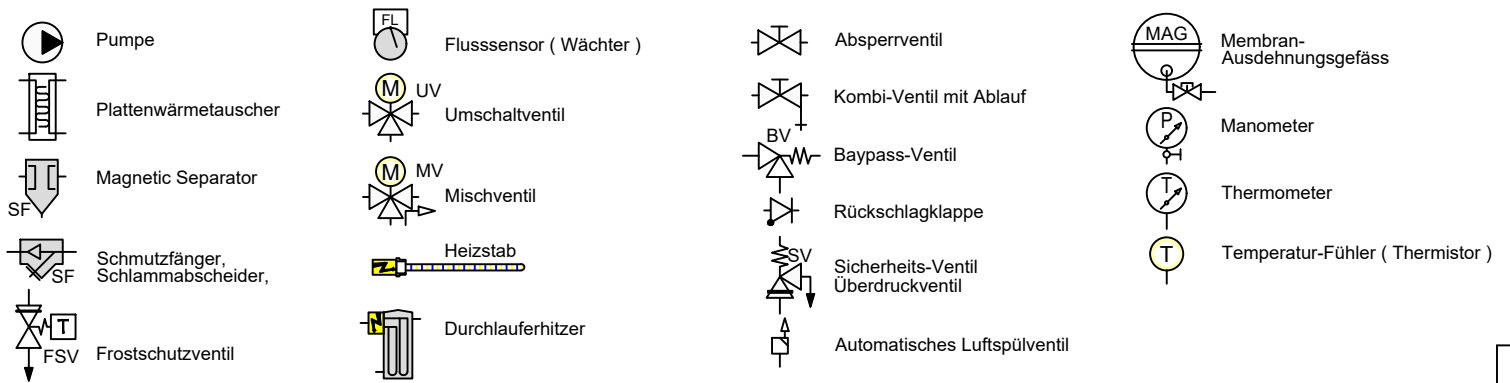 Pumpe
Plattenwärmetauscher
Magnetic Separator
SF
Schmutzfänger,
Schlammabscheider,
SF
T
FSV
Frostschutzventil
FL
Flusssensor ( Wächter )
M
UV
Umschaltventil
M
MV
Mischventil
Heizstab
Durchlauferhitzer
Absperrventil
Kombi-Ventil mit Ablauf
BV
Baypass-Ventil
Rückschlagklappe
SV
Sicherheits-Ventil
Überdruckventil
Automatisches Luftspülventil
MAG
Membran-
Ausdehnungsgefäss
P
Manometer
T
Thermometer
T
Temperatur-Fühler ( Thermistor )